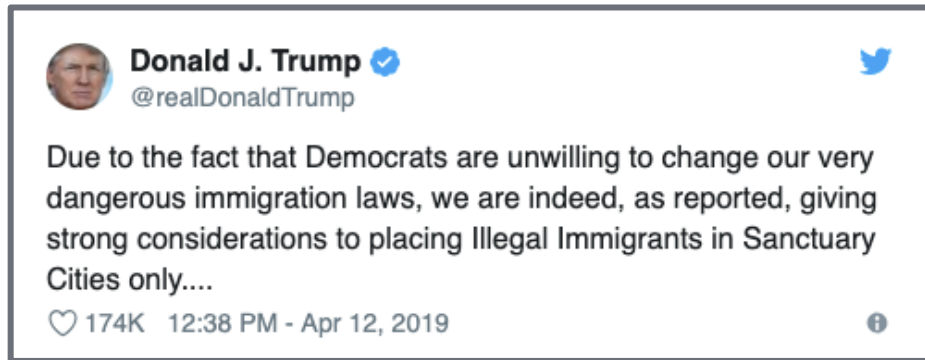 Donald J. Trump
@realDonaldTrump
Due to the fact that Democrats are unwilling to change our very
dangerous immigration laws, we are indeed, as reported, giving
strong considerations to placing Illegal Immigrants in Sanctuary
Cities only....
174K 12:38 PM - Apr 12, 2019